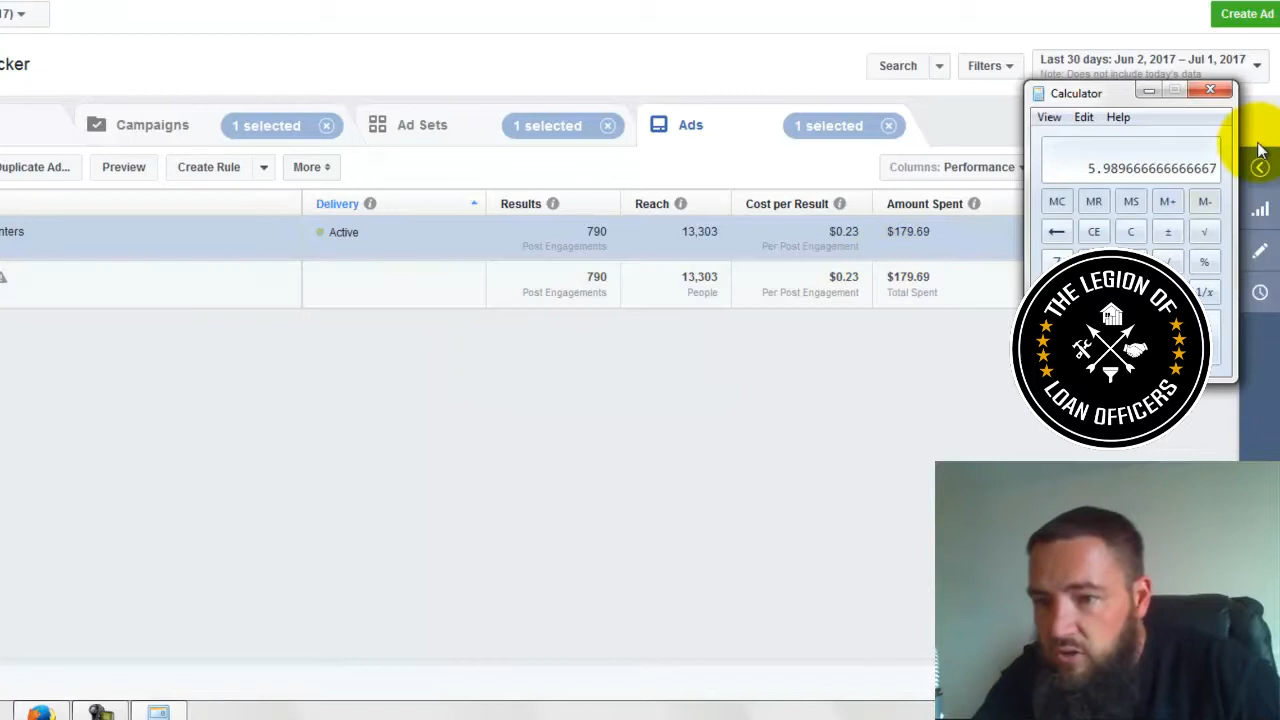 17)
Create Ad
cker
Search
Filters
Last 30 days: Jun 2, 2017 – Jul 1, 2017
Note: Does not include today's data
Calculator
View Edit Help
5.989666666666667
MC MR MS M+ M-
CE C ± √
7 / %
1/x
Campaigns
1 selected
Ad Sets
1 selected
Ads
1 selected
Duplicate Ad...
Preview
Create Rule
More
Columns: Performance
Delivery
Results
Reach
Cost per Result
Amount Spent
nters
Active
790
13,303
$0.23
$179.69
Post Engagements
Per Post Engagement
790
13,303
$0.23
$179.69
Post Engagements
People
Per Post Engagement
Total Spent
THE LEGION OF
LOAN OFFICERS